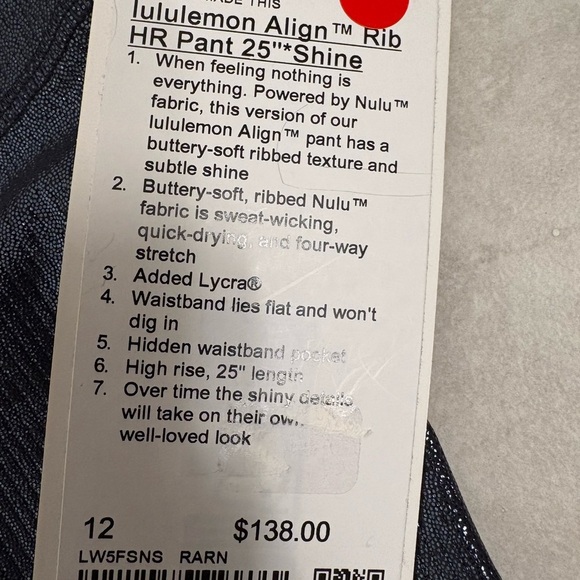 MADE THIS
lululemon Align™ Rib
HR Pant 25"*Shine
1. When feeling nothing is
everything. Powered by Nulu™
fabric, this version of our
lululemon Align™ pant has a
buttery-soft ribbed texture and
subtle shine
2. Buttery-soft, ribbed Nulu™
fabric is sweat-wicking,
quick-drying, and four-way
stretch
3. Added Lycra®
4. Waistband lies flat and won't
dig in
5. Hidden waistband pocket
6. High rise, 25" length
7. Over time the shiny details
will take on their own
well-loved look
12 $138.00
LW5FSNS RARN